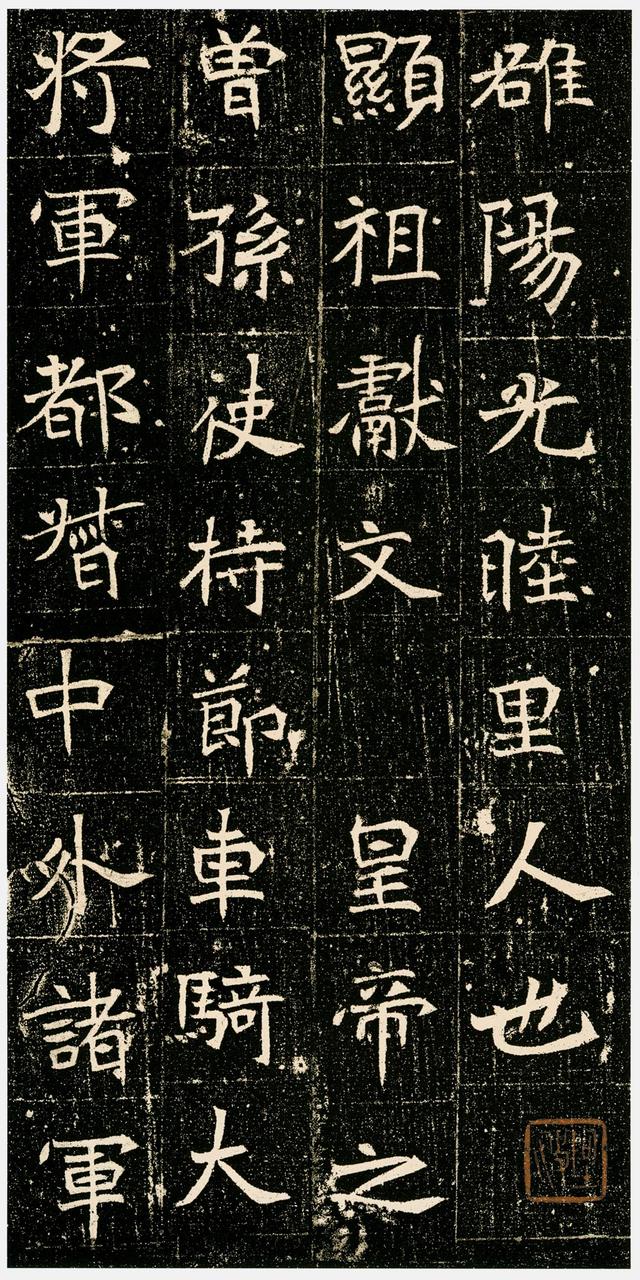 雒陽光睦里人也
顯祖獻文皇帝之
曾孫使持節車騎大
將軍都督中外諸軍